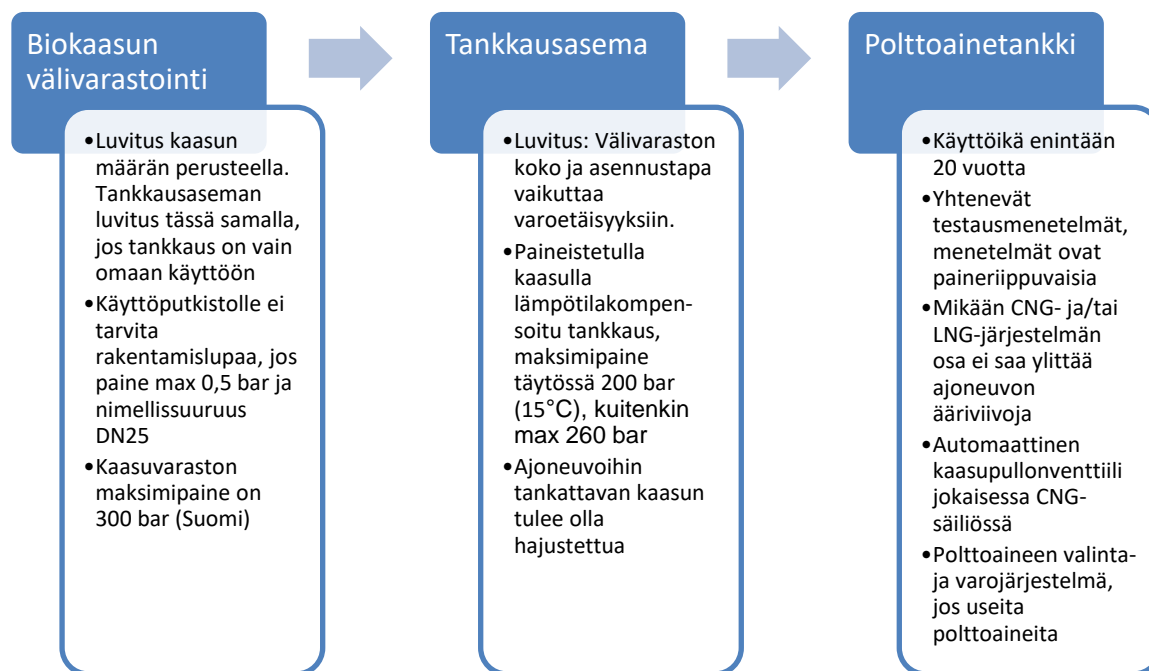 Biokaasun
välivarastointi
•Luvitus kaasun
määrän perusteella.
Tankkausaseman
luvitus tässä samalla,
jos tankkaus on vain
omaan käyttöön
•Käyttöputkistolle ei
tarvita
rakentamislupaa, jos
paine max 0,5 bar ja
nimellissuuruus
DN25
•Kaasuvaraston
maksimipaine on
300 bar (Suomi)
Tankkausasema
•Luvitus: Välivaraston
koko ja asennustapa
vaikuttaa
varoetäisyyksiin.
•Paineistetulla
kaasulla
lämpötilakompen-
soitu tankkaus,
maksimipaine
täytössä 200 bar
(15°C), kuitenkin
max 260 bar
•Ajoneuvoihin
tankattavan kaasun
tulee olla
hajustettua
Polttoainetankki
•Käyttöikä enintään
20 vuotta
•Yhtenevät
testausmenetelmät,
menetelmät ovat
paineriippuvaisia
•Mikään CNG- ja/tai
LNG-järjestelmän
osa ei saa ylittää
ajoneuvon
ääriviivoja
•Automaattinen
kaasupullonventtiili
jokaisessa CNG-
säiliössä
•Polttoaineen valinta-
ja varojärjestelmä,
jos useita
polttoaineita